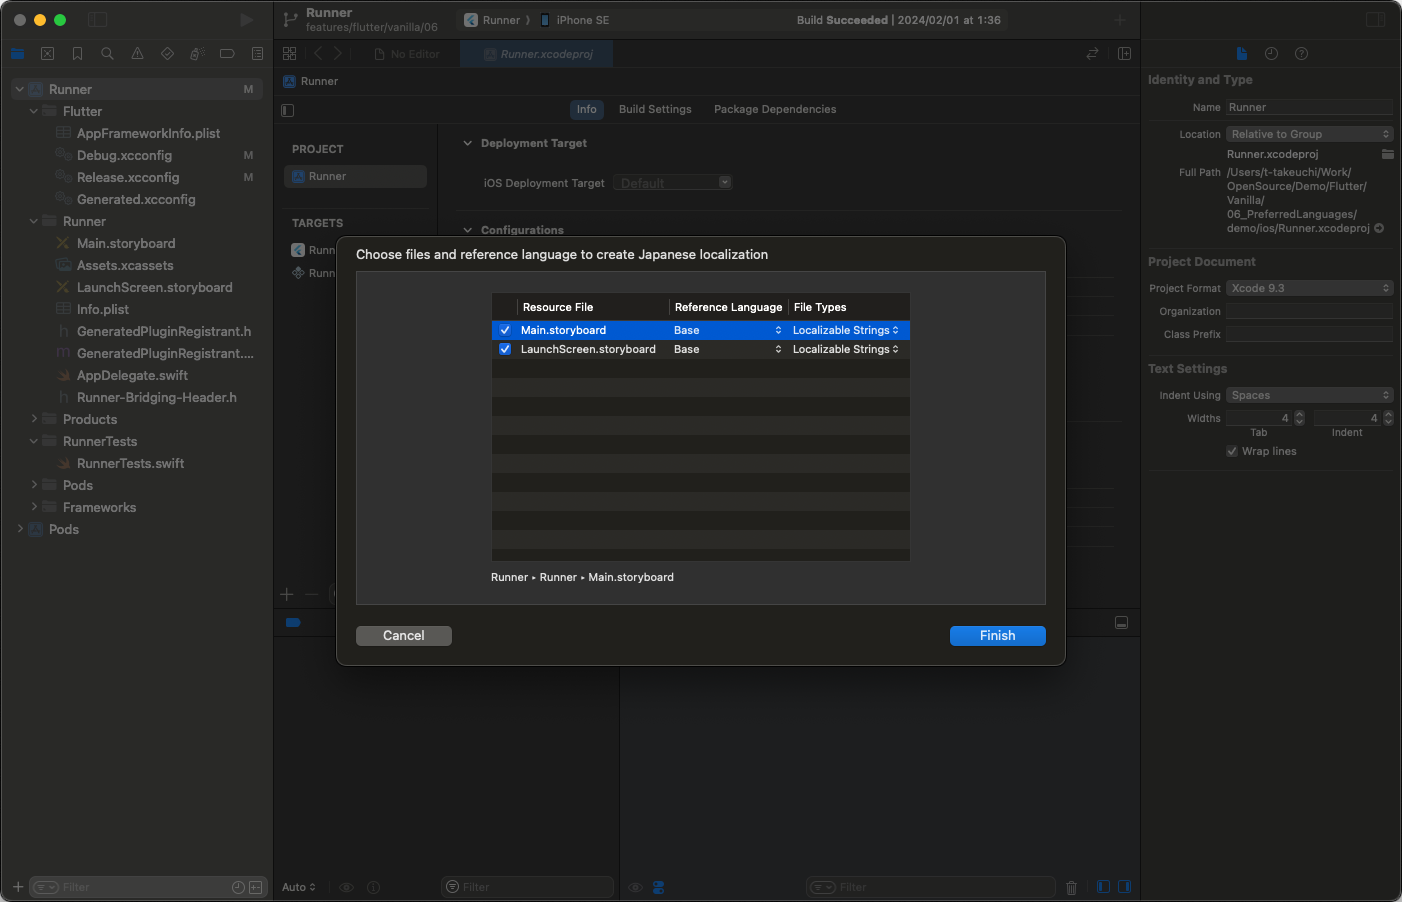 Runner
features/flutter/vanilla/06
Runner ⟩ iPhone SE
Build Succeeded | 2024/02/01 at 1:36
No Editor
Runner.xcodeproj
Runner M
Flutter
AppFrameworkInfo.plist
Debug.xcconfig M
Release.xcconfig M
Generated.xcconfig
Runner
Main.storyboard
Assets.xcassets
LaunchScreen.storyboard
Info.plist
GeneratedPluginRegistrant.h
GeneratedPluginRegistrant....
AppDelegate.swift
Runner-Bridging-Header.h
Products
RunnerTests
RunnerTests.swift
Pods
Frameworks
Pods
Filter
Runner
Info Build Settings Package Dependencies
PROJECT
Runner
TARGETS
Runn
Runn
Deployment Target
iOS Deployment Target Default
Configurations
Choose files and reference language to create Japanese localization
Resource File Reference Language File Types
Main.storyboard Base Localizable Strings
LaunchScreen.storyboard Base Localizable Strings
Runner ▸ Runner ▸ Main.storyboard
Cancel Finish
Auto
Filter
Filter
Identity and Type
Name Runner
Location Relative to Group
Runner.xcodeproj
Full Path /Users/t-takeuchi/Work/
OpenSource/Demo/Flutter/
Vanilla/
06_PreferredLanguages/
demo/ios/Runner.xcodeproj
Project Document
Project Format Xcode 9.3
Organization
Class Prefix
Text Settings
Indent Using Spaces
Widths 4 4
Tab Indent
Wrap lines